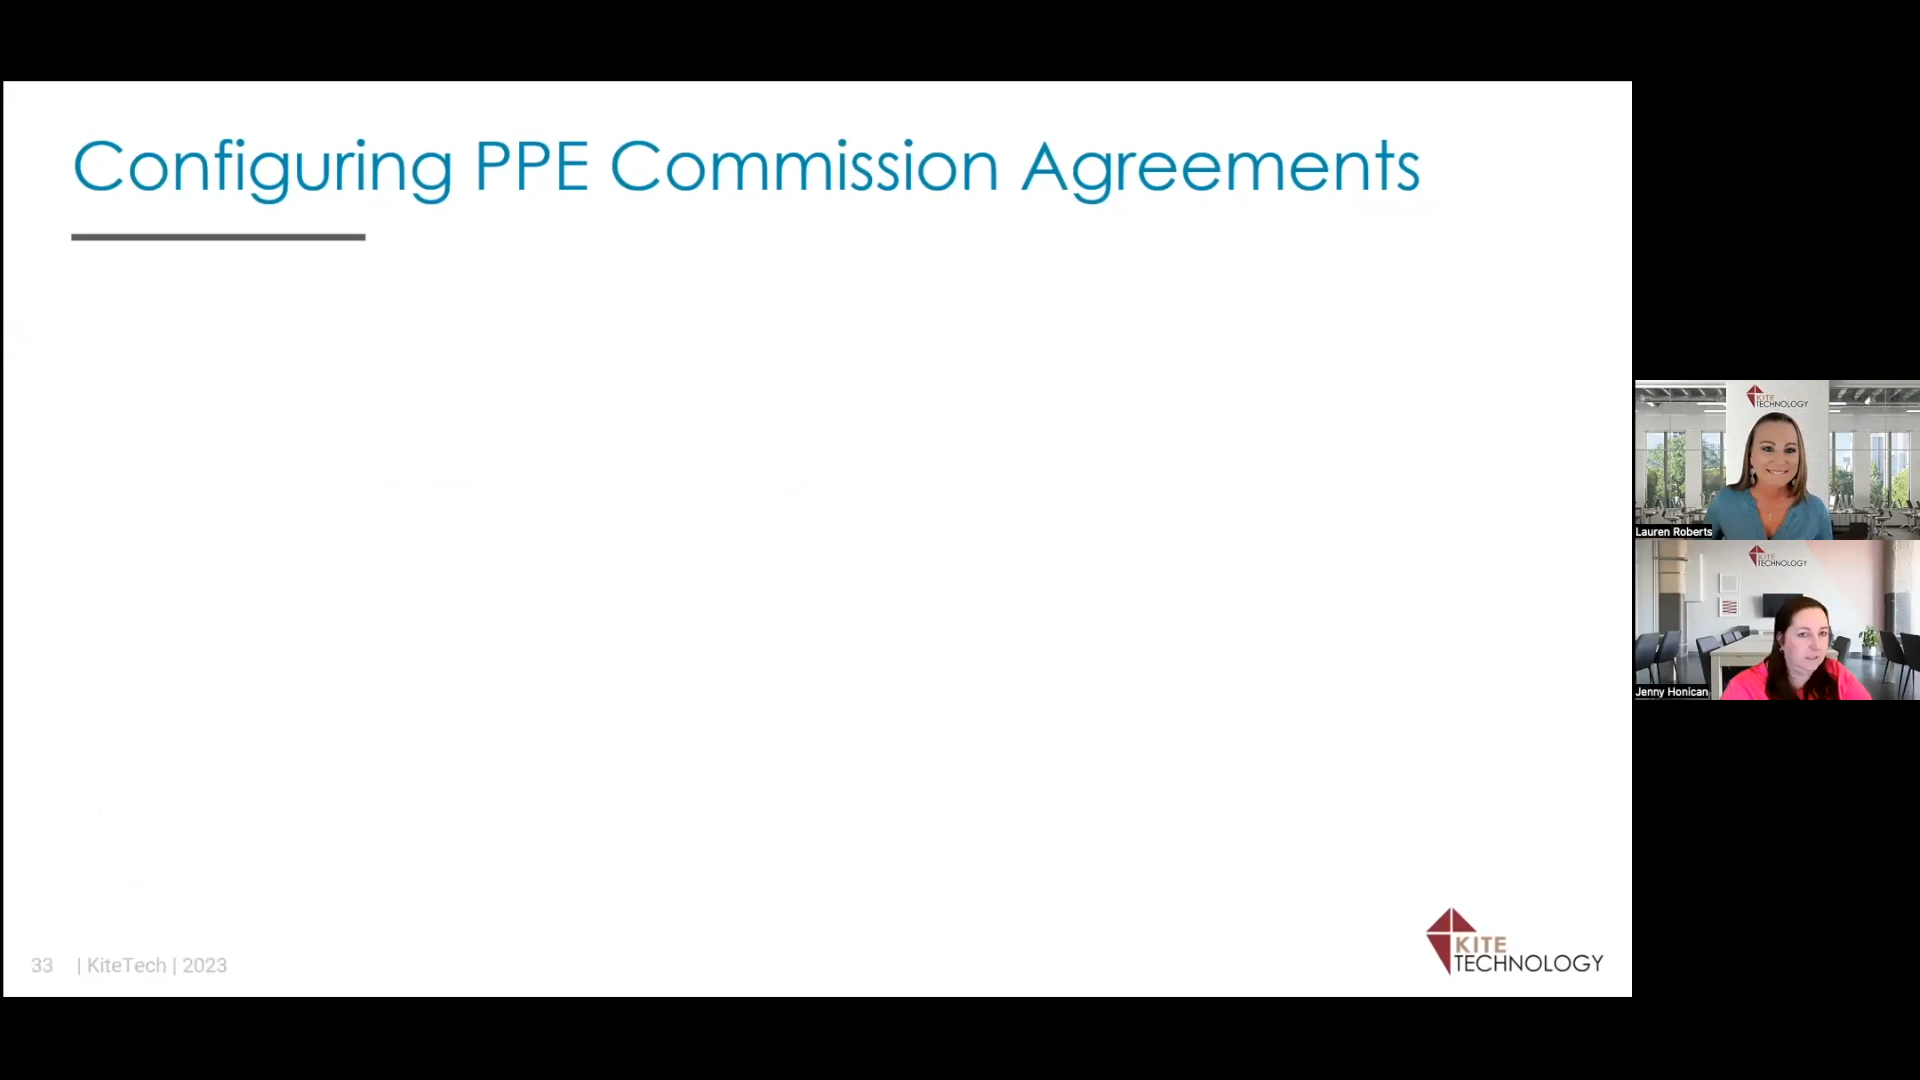 Configuring PPE Commission Agreements
KITE
TECHNOLOGY
Lauren Roberts
KITE
TECHNOLOGY
Jenny Honican
33 | KiteTech | 2023
KITE
TECHNOLOGY